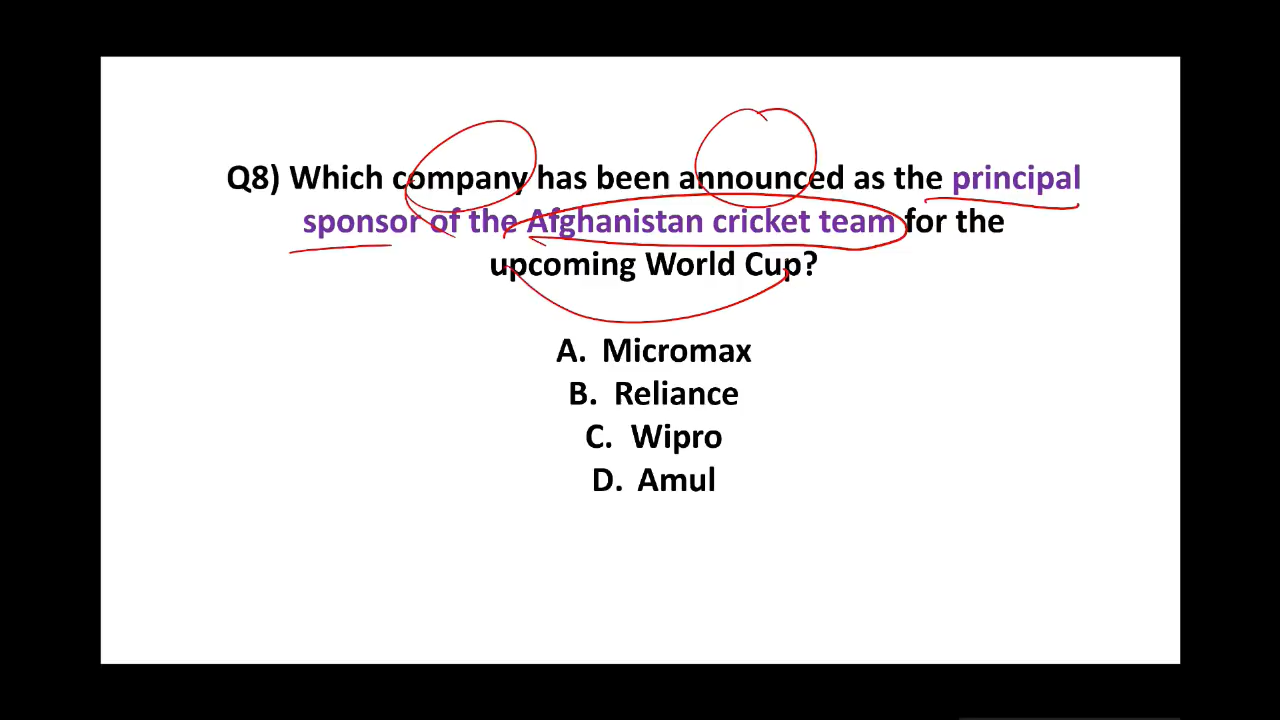 Q8) Which company has been announced as the principal
sponsor of the Afghanistan cricket team for the
upcoming World Cup?
A. Micromax
B. Reliance
C. Wipro
D. Amul